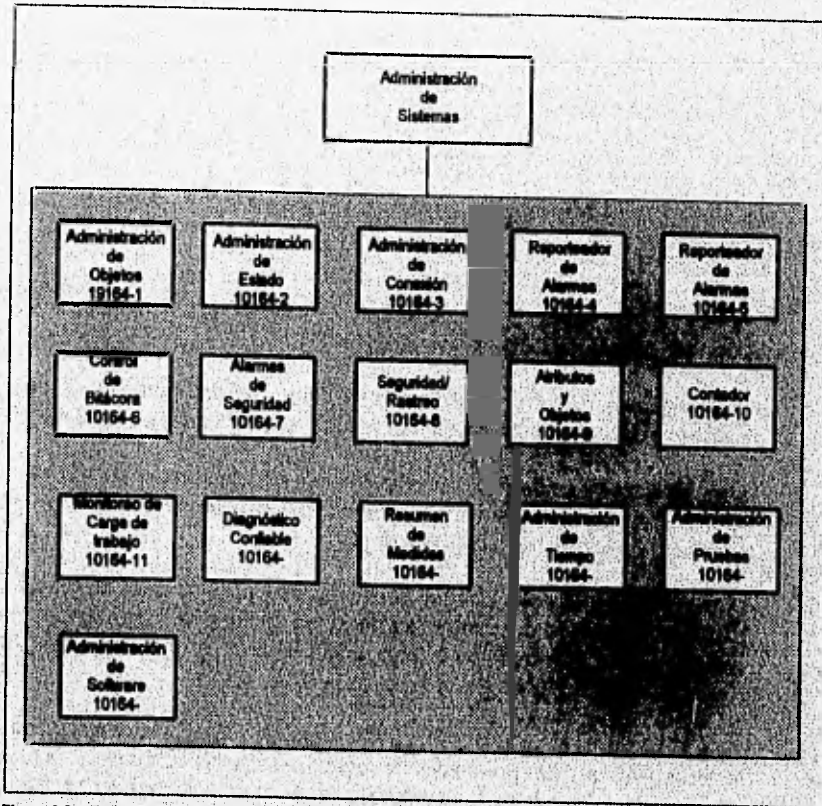 Administración
de
Sistemas
Administración
de
Objetos
19164-1
Administración
de
Estado
10164-2
Administración
de
Conexión
10164-3
Reporteador
de
Alarmas
10164-4
Reporteador
de
Alarmas
10164-5
Control
de
Bitácora
10164-6
Alarmas
de
Seguridad
10164-7
Seguridad/
Rastreo
10164-8
Atributos
y
Objetos
10164-9
Contador
10164-10
Monitoreo de
Carga de
trabajo
10164-11
Diagnóstico
Confiable
10164-
Resumen
de
Medidas
10164-
Administración
de
Tiempo
10164-
Administración
de
Pruebas
10164-
Administración
de
Software
10164-